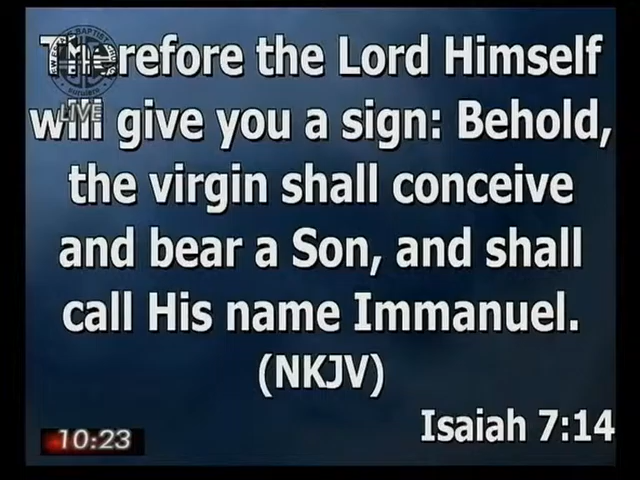 Therefore the Lord Himself
will give you a sign: Behold,
the virgin shall conceive
and bear a Son, and shall
call His name Immanuel.
(NKJV)
Isaiah 7:14
LIVE
10:23